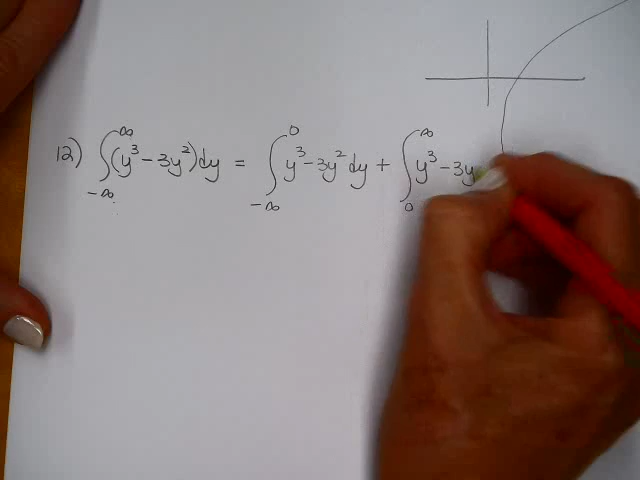 12) ∫_{-∞}^{∞} (y³ - 3y²) dy = ∫_{-∞}^{0} y³ - 3y² dy + ∫_{0}^{∞} y³ - 3y